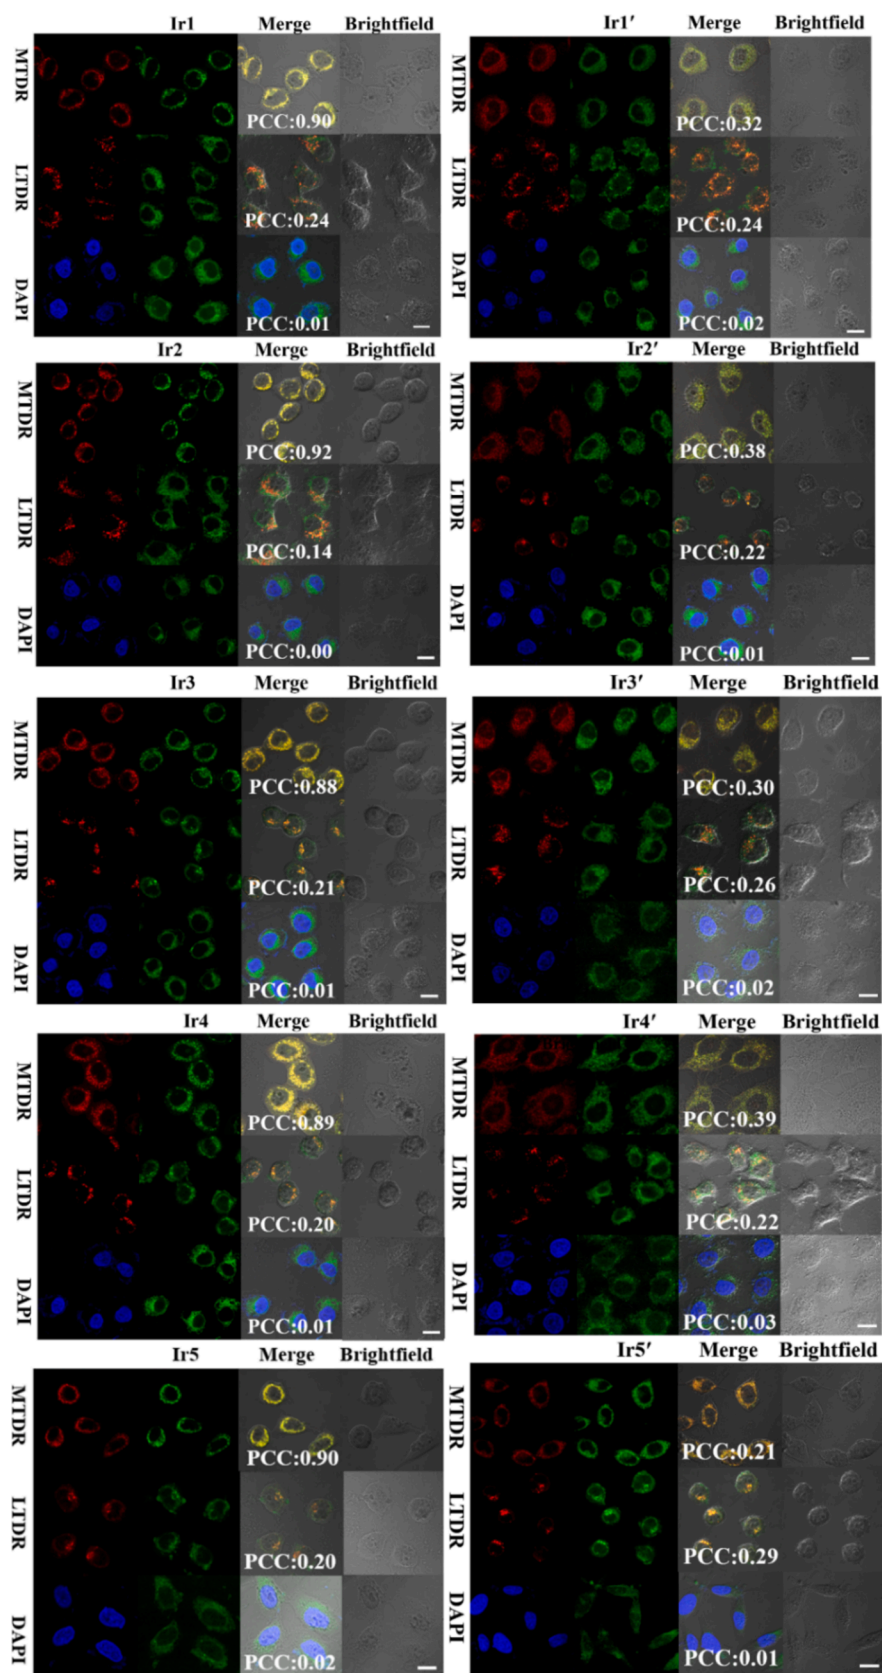 Ir1 Merge Brightfield
MTDR
PCC:0.90
LTDR
PCC:0.24
DAPI
PCC:0.01
Ir1′ Merge Brightfield
MTDR
PCC:0.32
LTDR
PCC:0.24
DAPI
PCC:0.02
Ir2 Merge Brightfield
MTDR
PCC:0.92
LTDR
PCC:0.14
DAPI
PCC:0.00
Ir2′ Merge Brightfield
MTDR
PCC:0.38
LTDR
PCC:0.22
DAPI
PCC:0.01
Ir3 Merge Brightfield
MTDR
PCC:0.88
LTDR
PCC:0.21
DAPI
PCC:0.01
Ir3′ Merge Brightfield
MTDR
PCC:0.30
LTDR
PCC:0.26
DAPI
PCC:0.02
Ir4 Merge Brightfield
MTDR
PCC:0.89
LTDR
PCC:0.20
DAPI
PCC:0.01
Ir4′ Merge Brightfield
MTDR
PCC:0.39
LTDR
PCC:0.22
DAPI
PCC:0.03
Ir5 Merge Brightfield
MTDR
PCC:0.90
LTDR
PCC:0.20
DAPI
PCC:0.02
Ir5′ Merge Brightfield
MTDR
PCC:0.21
LTDR
PCC:0.29
DAPI
PCC:0.01